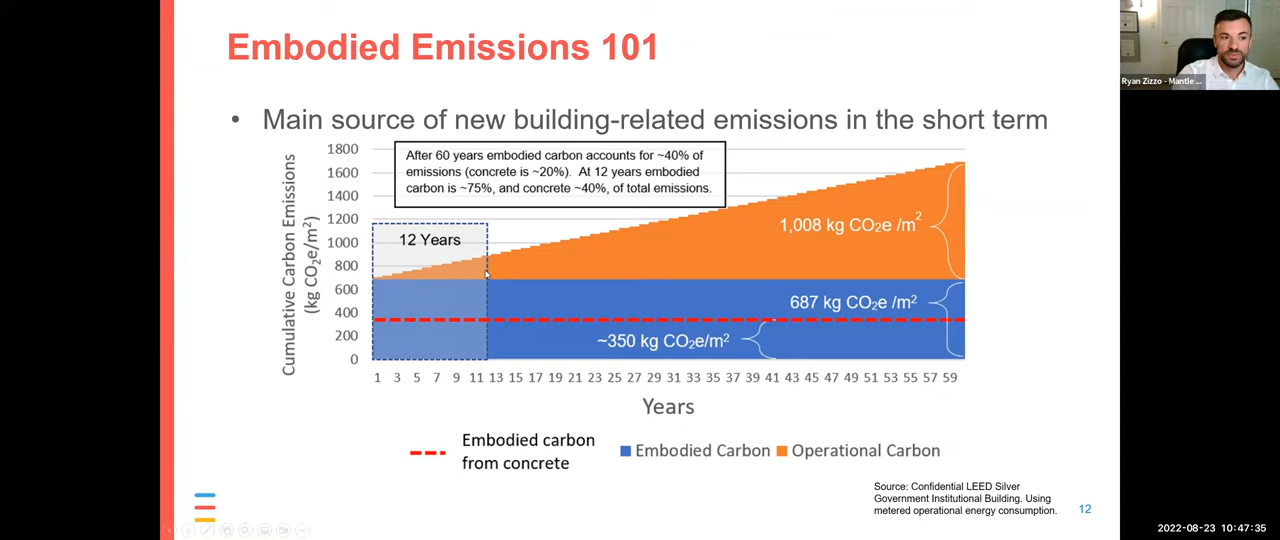 Embodied Emissions 101
Ryan Zizzo - Mantle ...
• Main source of new building-related emissions in the short term
After 60 years embodied carbon accounts for ~40% of
emissions (concrete is ~20%). At 12 years embodied
carbon is ~75%, and concrete ~40%, of total emissions.
Cumulative Carbon Emissions
(kg CO2e/m²)
1800
1600
1400
1200
1000
800
600
400
200
0
12 Years
1,008 kg CO2e /m²
687 kg CO2e /m²
~350 kg CO2e/m²
1 3 5 7 9 11 13 15 17 19 21 23 25 27 29 31 33 35 37 39 41 43 45 47 49 51 53 55 57 59
Years
Embodied carbon
from concrete
Embodied Carbon
Operational Carbon
Source: Confidential LEED Silver
Government Institutional Building. Using
metered operational energy consumption.
12
2022-08-23 10:47:35